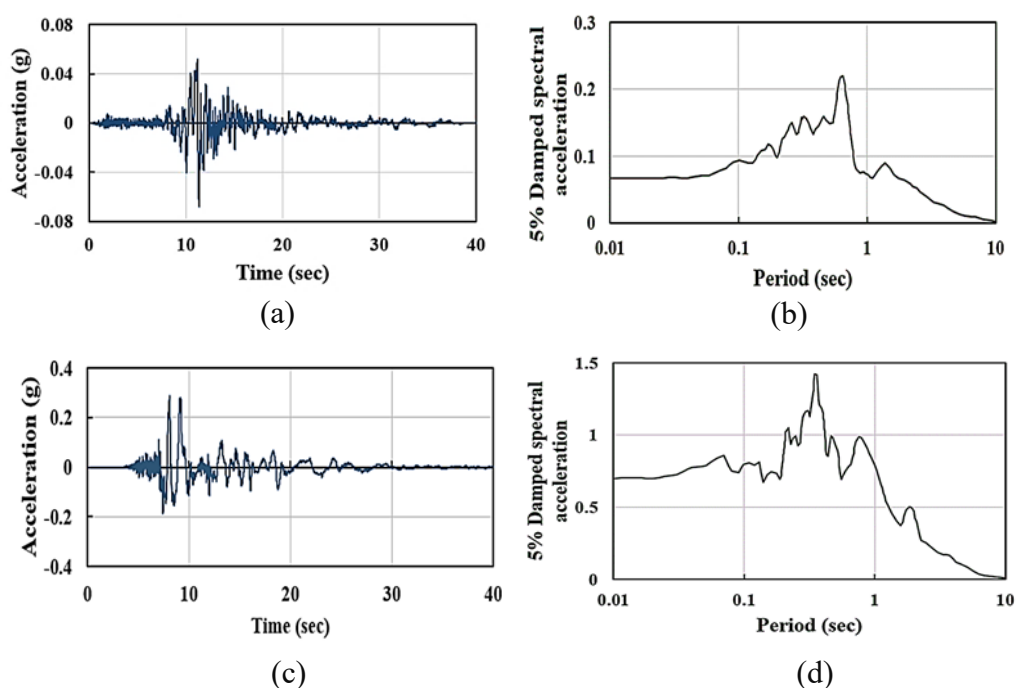 0.08
0.04
0
-0.04
-0.08
Acceleration (g)
0 10 20 30 40
Time (sec)
(a)
0.3
0.2
0.1
0
5% Damped spectral
acceleration
0.01 0.1 1 10
Period (sec)
(b)
0.4
0.2
0
-0.2
-0.4
Acceleration (g)
0 10 20 30 40
Time (sec)
(c)
1.5
1
0.5
0
5% Damped spectral
acceleration
0.01 0.1 1 10
Period (sec)
(d)